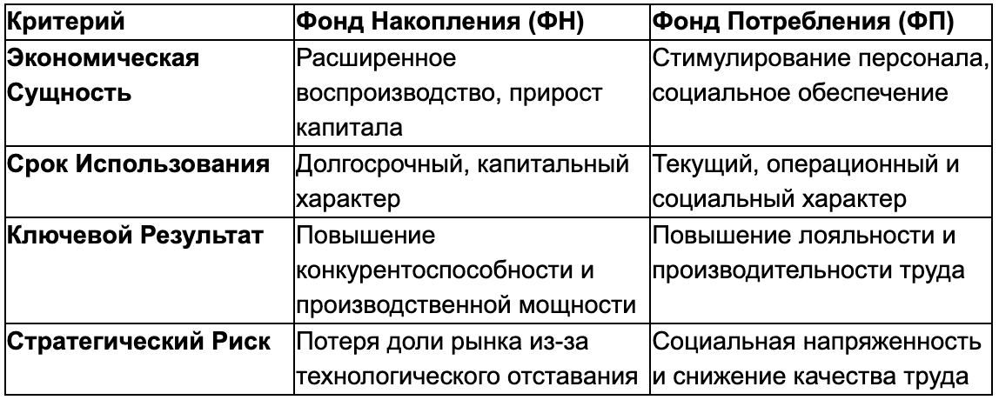 Критерий
Фонд Накопления (ФН)
Фонд Потребления (ФП)
Экономическая
Сущность
Расширенное
воспроизводство, прирост
капитала
Стимулирование персонала,
социальное обеспечение
Срок Использования
Долгосрочный, капитальный
характер
Текущий, операционный и
социальный характер
Ключевой Результат
Повышение
конкурентоспособности и
производственной мощности
Повышение лояльности и
производительности труда
Стратегический Риск
Потеря доли рынка из-за
технологического отставания
Социальная напряженность
и снижение качества труда